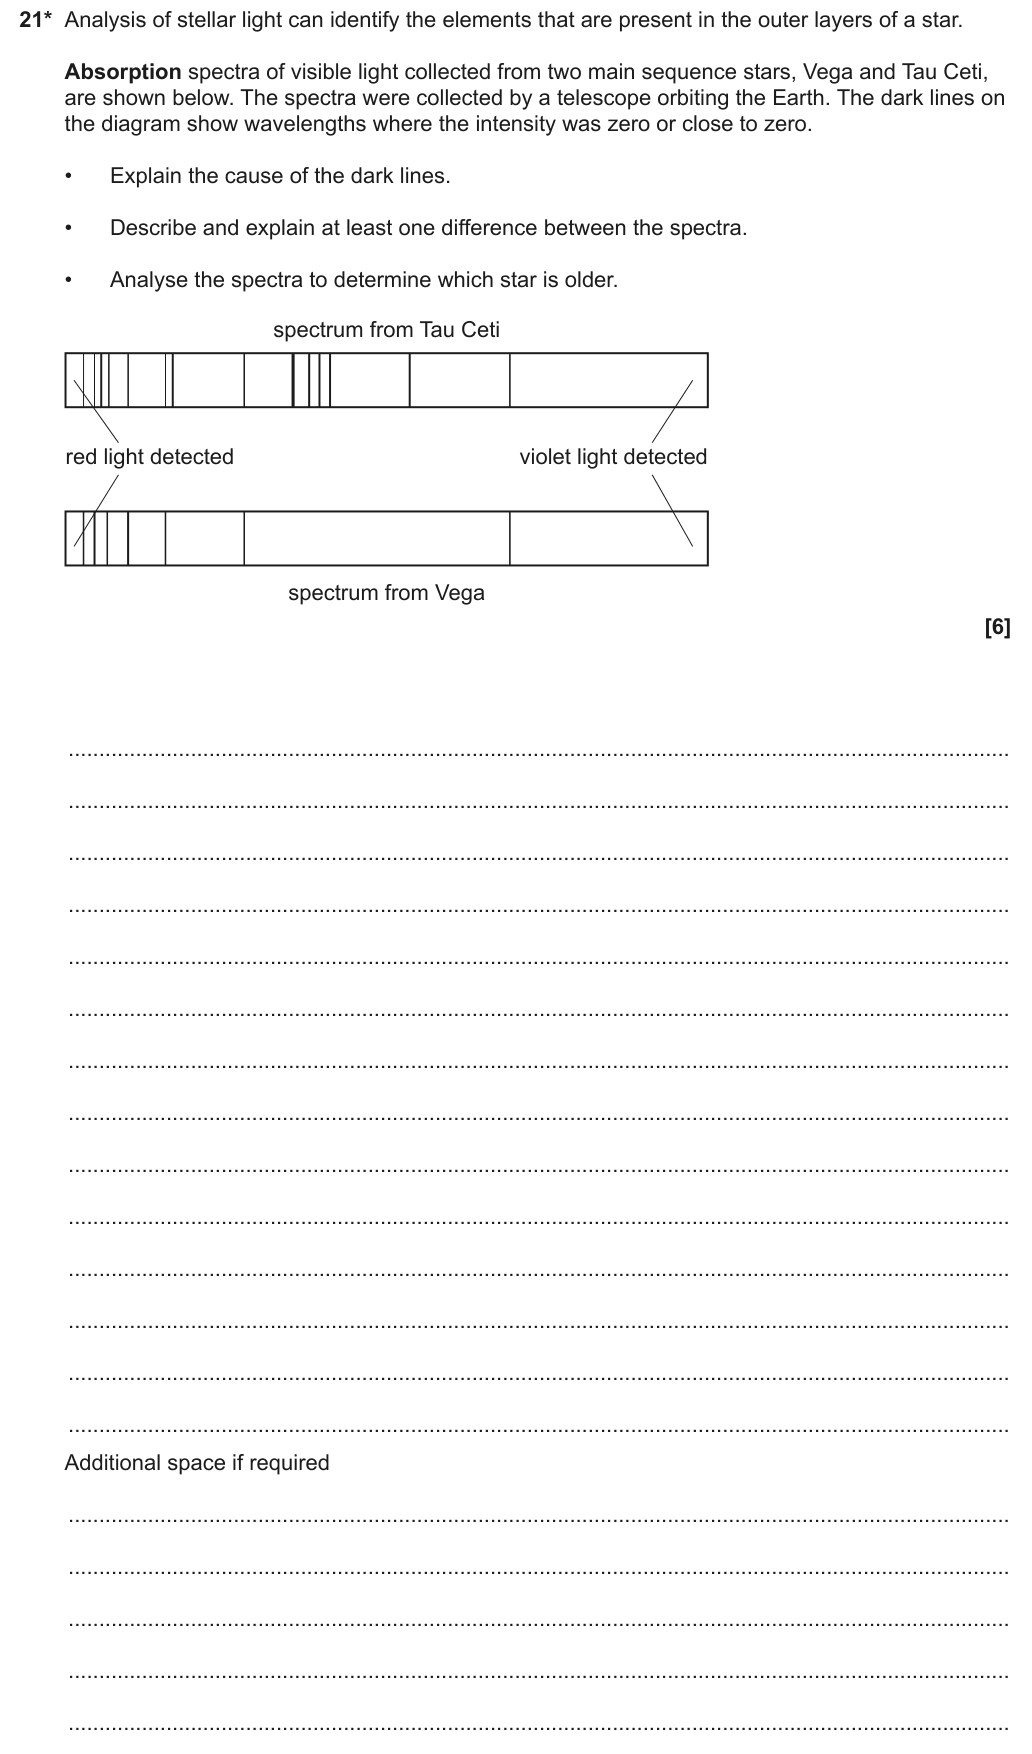 21* Analysis of stellar light can identify the elements that are present in the outer layers of a star.
Absorption spectra of visible light collected from two main sequence stars, Vega and Tau Ceti,
are shown below. The spectra were collected by a telescope orbiting the Earth. The dark lines on
the diagram show wavelengths where the intensity was zero or close to zero.
• Explain the cause of the dark lines.
• Describe and explain at least one difference between the spectra.
• Analyse the spectra to determine which star is older.
spectrum from Tau Ceti
red light detected violet light detected
spectrum from Vega
[6]
Additional space if required